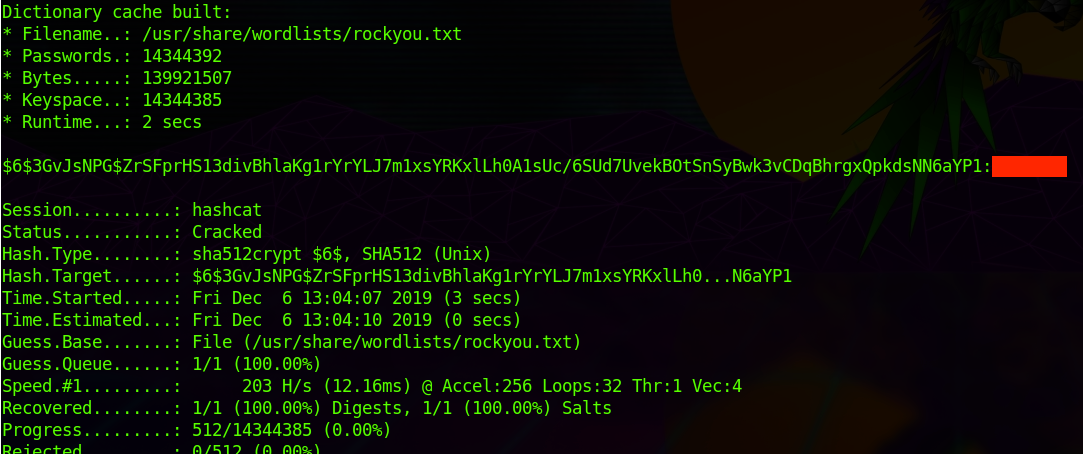 Dictionary cache built:
* Filename..: /usr/share/wordlists/rockyou.txt
* Passwords.: 14344392
* Bytes.....: 139921507
* Keyspace..: 14344385
* Runtime...: 2 secs
$6$3GvJsNPG$ZrSFprHS13divBhlaKg1rYrYLJ7m1xsYRKxlLh0A1sUc/6SUd7UvekBOtSnSyBwk3vCDqBhrgxQpkdsNN6aYP1:
Session..........: hashcat
Status...........: Cracked
Hash.Type........: sha512crypt $6$, SHA512 (Unix)
Hash.Target......: $6$3GvJsNPG$ZrSFprHS13divBhlaKg1rYrYLJ7m1xsYRKxlLh0...N6aYP1
Time.Started.....: Fri Dec  6 13:04:07 2019 (3 secs)
Time.Estimated...: Fri Dec  6 13:04:10 2019 (0 secs)
Guess.Base.......: File (/usr/share/wordlists/rockyou.txt)
Guess.Queue......: 1/1 (100.00%)
Speed.#1.........:      203 H/s (12.16ms) @ Accel:256 Loops:32 Thr:1 Vec:4
Recovered........: 1/1 (100.00%) Digests, 1/1 (100.00%) Salts
Progress.........: 512/14344385 (0.00%)
Rejected.........: 0/512 (0.00%)